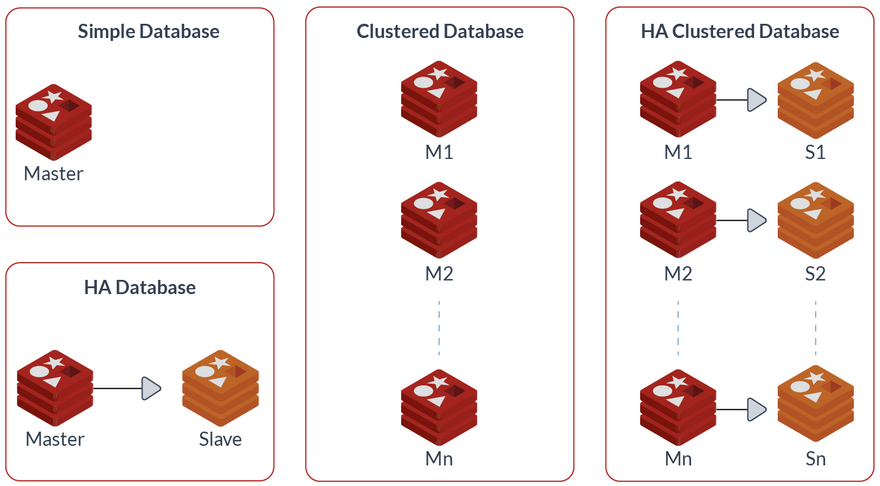 Simple Database
Master
HA Database
Master
Slave
Clustered Database
M1
M2
Mn
HA Clustered Database
M1
S1
M2
S2
Mn
Sn